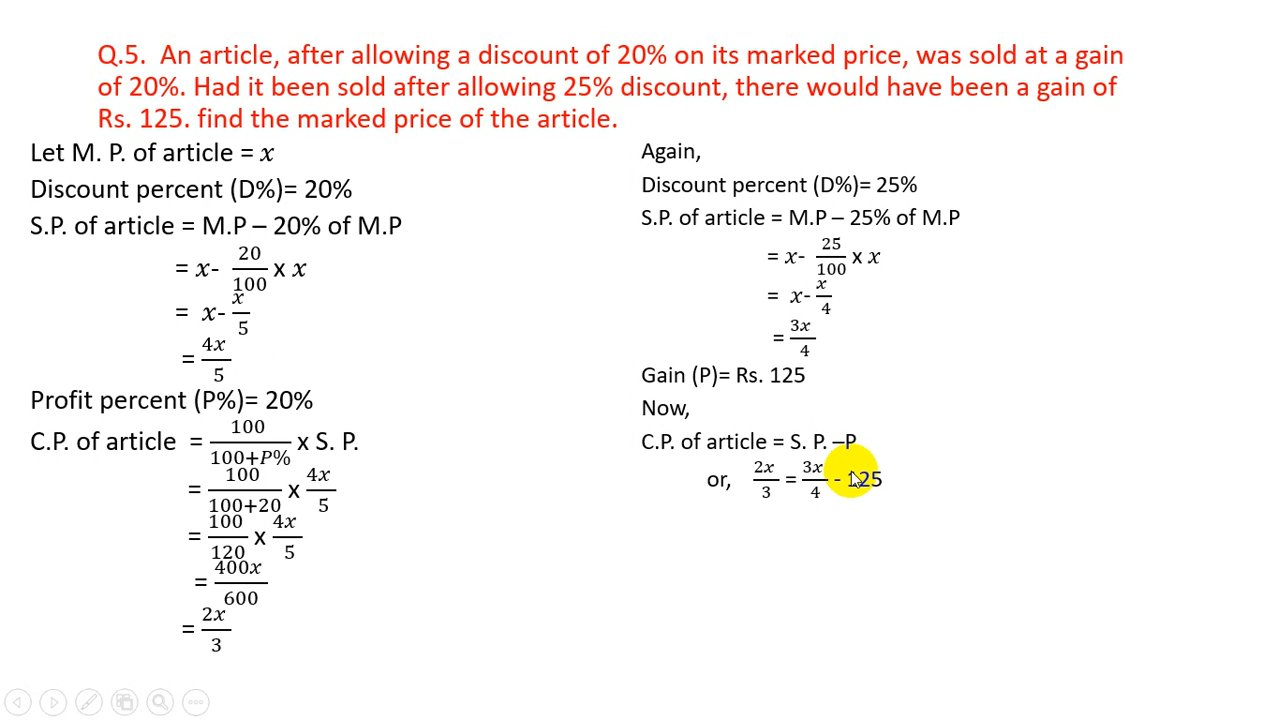 Q.5. An article, after allowing a discount of 20% on its marked price, was sold at a gain
of 20%. Had it been sold after allowing 25% discount, there would have been a gain of
Rs. 125. find the marked price of the article.
Let M. P. of article = x
Discount percent (D%)= 20%
S.P. of article = M.P – 20% of M.P
= x- 20/100 x x
= x- x/5
= 4x/5
Profit percent (P%)= 20%
C.P. of article = 100/100+P% x S. P.
= 100/100+20 x 4x/5
= 100/120 x 4x/5
= 400x/600
= 2x/3
Again,
Discount percent (D%)= 25%
S.P. of article = M.P – 25% of M.P
= x- 25/100 x x
= x- x/4
= 3x/4
Gain (P)= Rs. 125
Now,
C.P. of article = S. P. –P
or, 2x/3 = 3x/4 - 125